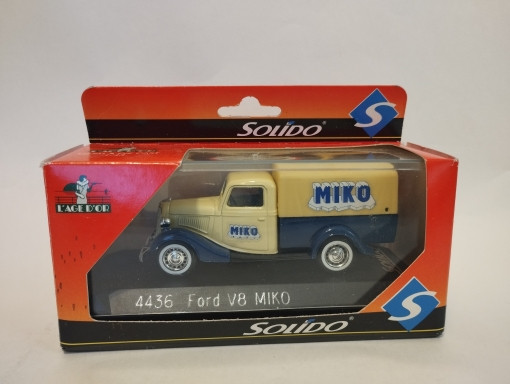 SOLIDO
S
L'AGE D'OR
MIKO
MIKO
4436 Ford V8 MIKO
S
SOLIDO